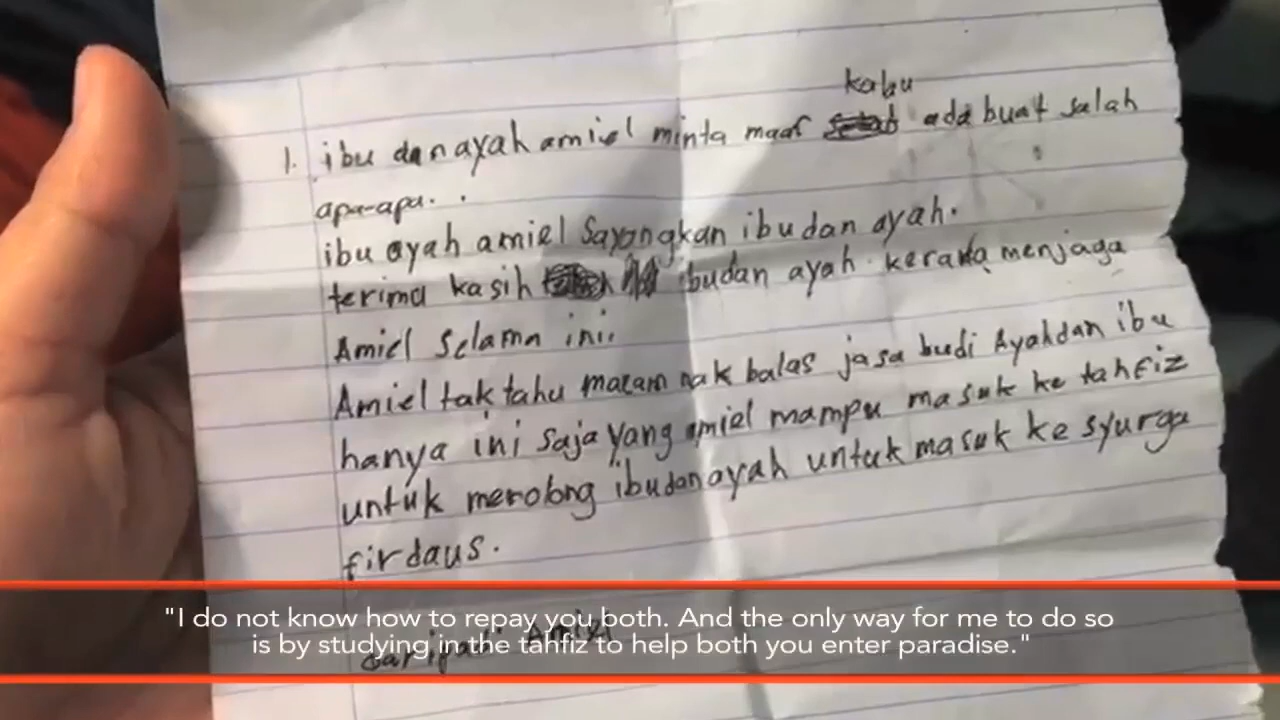 kalau
1. ibu dan ayah amiel minta maaf ada buat salah
apa-apa.
ibu ayah amiel Sayangkan ibu dan ayah.
terima kasih ibu dan ayah kerana menjaga
Amiel Selama ini.
Amiel tak tahu macam nak balas jasa budi Ayah dan ibu
hanya ini saja yang amiel mampu masuk ke tahfiz
untuk menolong ibu dan ayah untuk masuk ke syurga
firdaus.
"I do not know how to repay you both. And the only way for me to do so
is by studying in the tahfiz to help both you enter paradise."
daripada Amiel